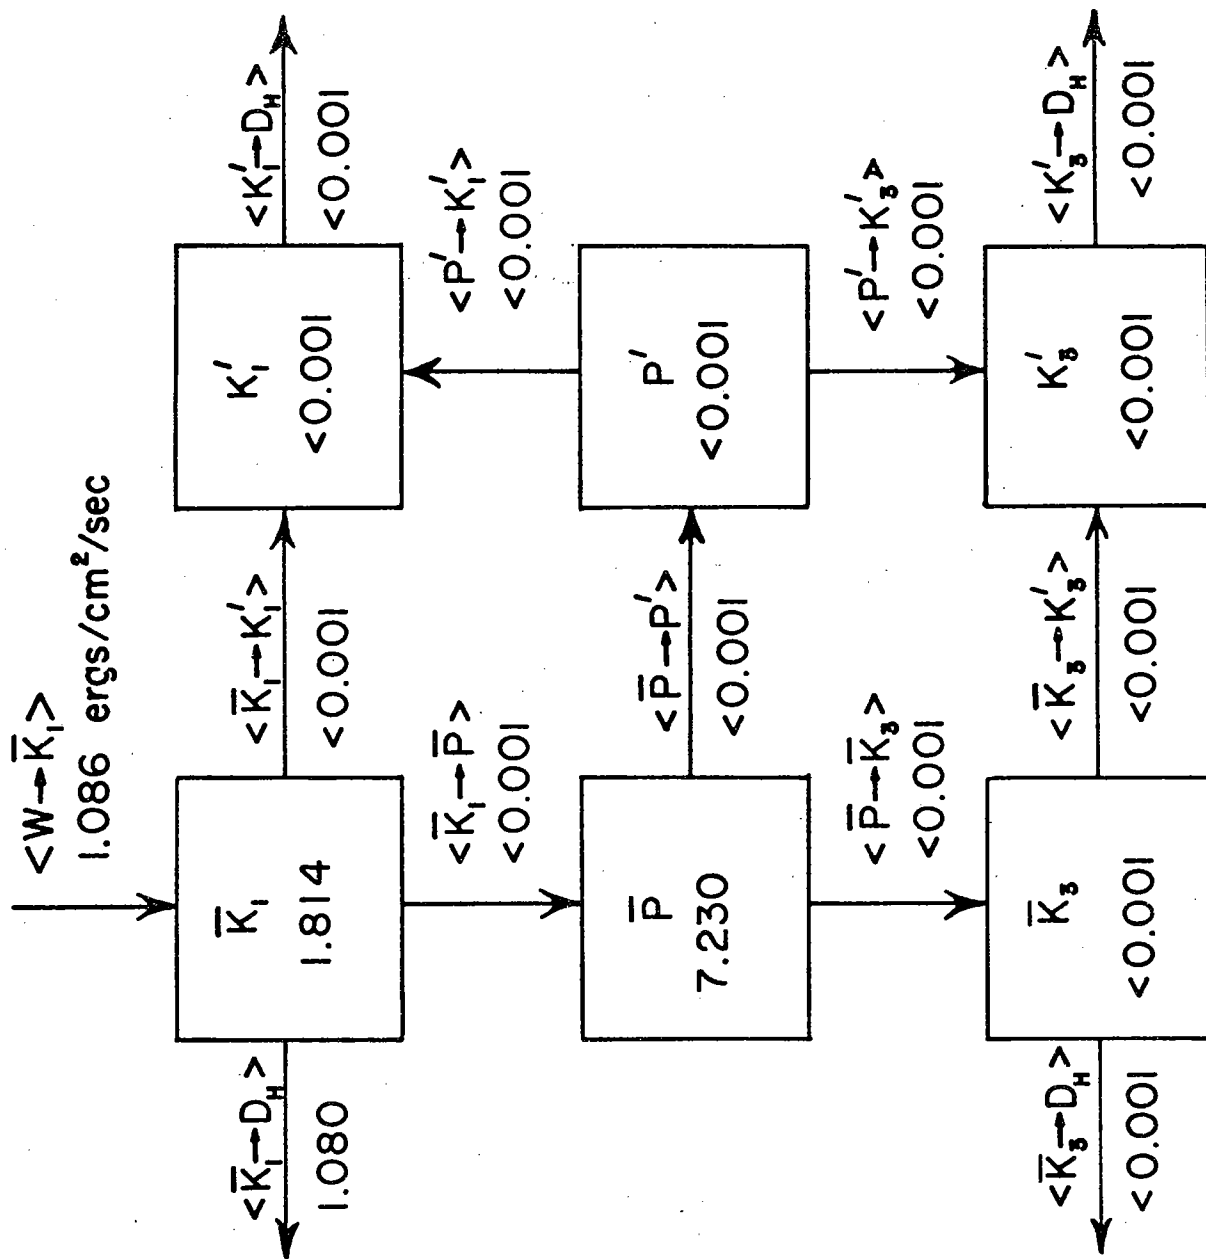 <W→K̄₁>
1.086 ergs/cm²/sec
<K̄₁→D_H>
1.080
K̄₁
1.814
<K̄₁→K₁′>
<0.001
K₁′
<0.001
<K₁′→D_H>
<0.001
<K̄₁→P̄>
<0.001
<P′→K₁′>
<0.001
P̄
7.230
<P̄→P′>
<0.001
P′
<0.001
<P̄→K̄₃>
<0.001
<P′→K₃′>
<0.001
<K̄₃→D_H>
<0.001
K̄₃
<0.001
<K̄₃→K₃′>
<0.001
K₃′
<0.001
<K₃′→D_H>
<0.001